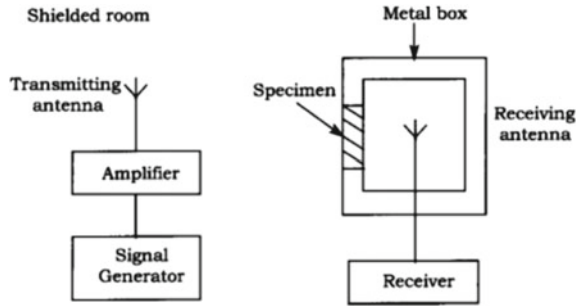 Shielded room
Transmitting
antenna
Amplifier
Signal
Generator
Metal box
Specimen
Receiving
antenna
Receiver